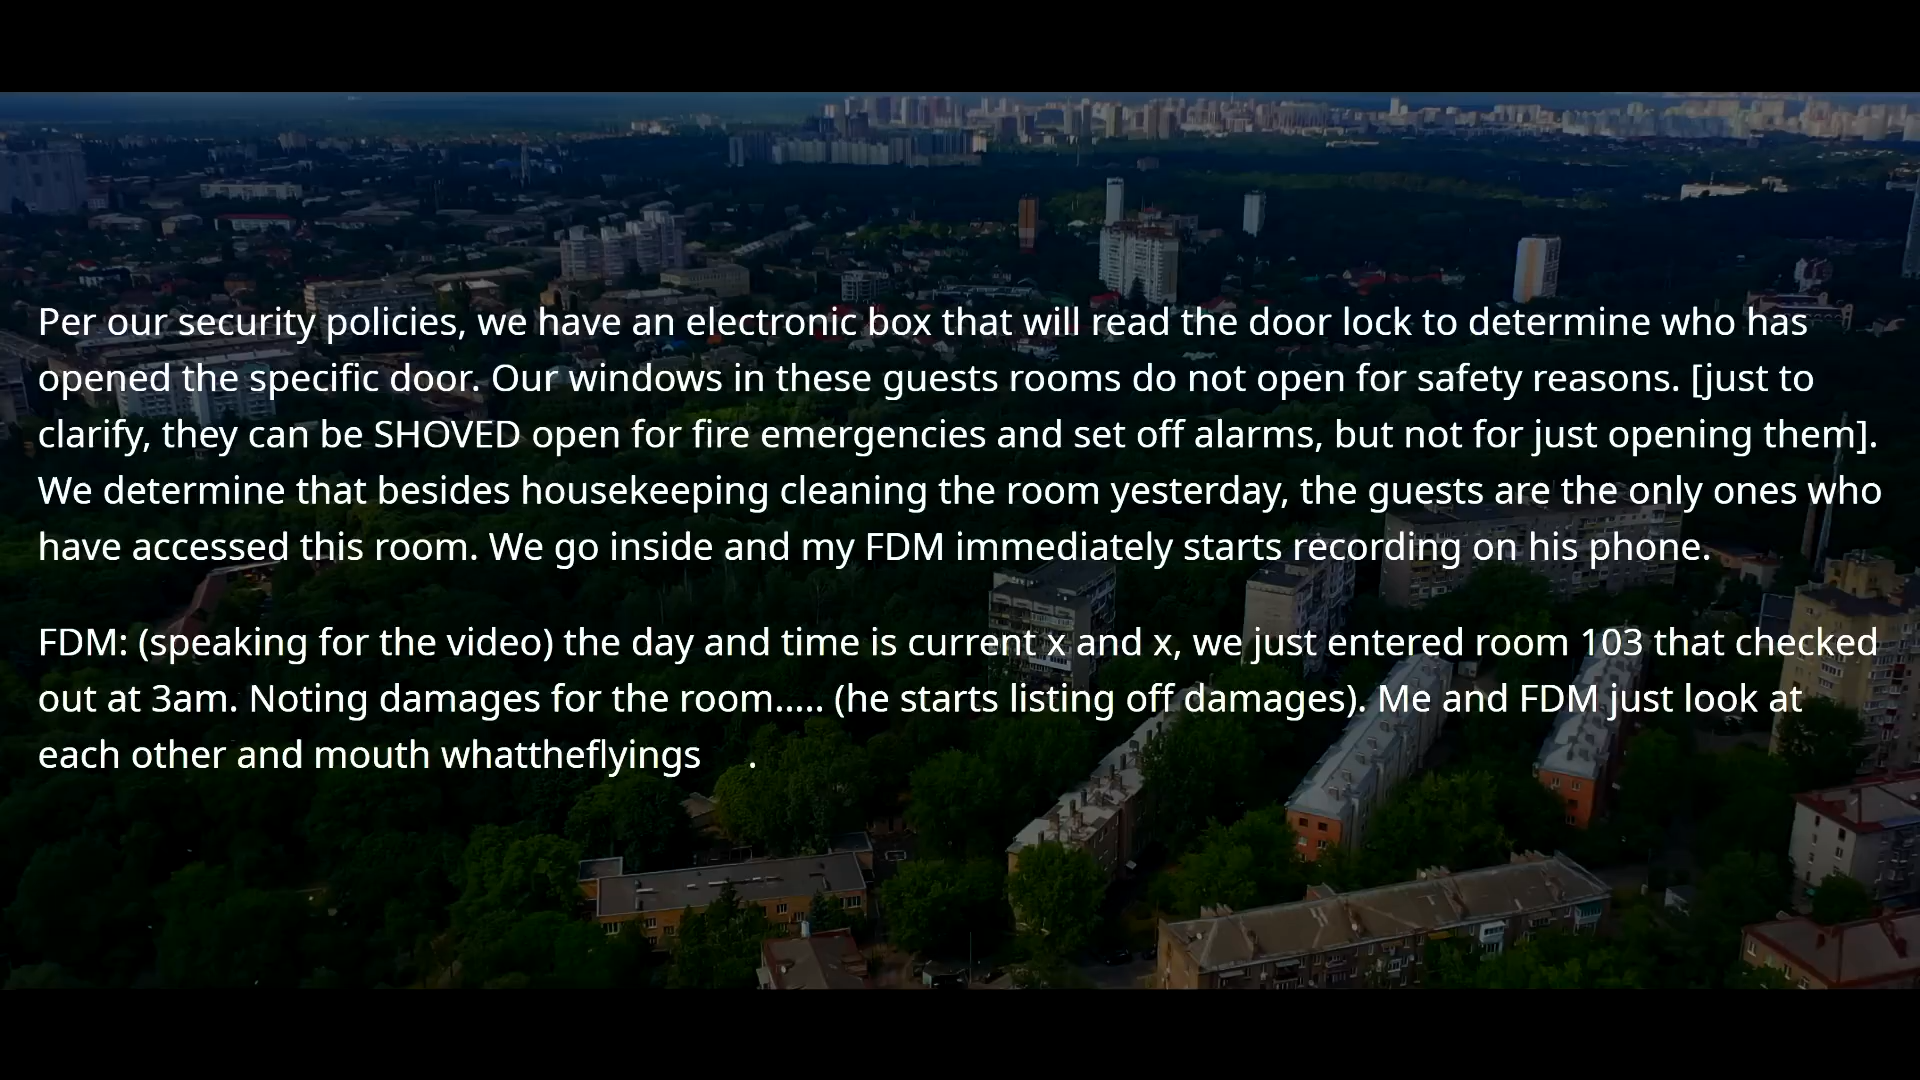 Per our security policies, we have an electronic box that will read the door lock to determine who has
opened the specific door. Our windows in these guests rooms do not open for safety reasons. [just to
clarify, they can be SHOVED open for fire emergencies and set off alarms, but not for just opening them].
We determine that besides housekeeping cleaning the room yesterday, the guests are the only ones who
have accessed this room. We go inside and my FDM immediately starts recording on his phone.
FDM: (speaking for the video) the day and time is current x and x, we just entered room 103 that checked
out at 3am. Noting damages for the room..... (he starts listing off damages). Me and FDM just look at
each other and mouth whattheflyings .